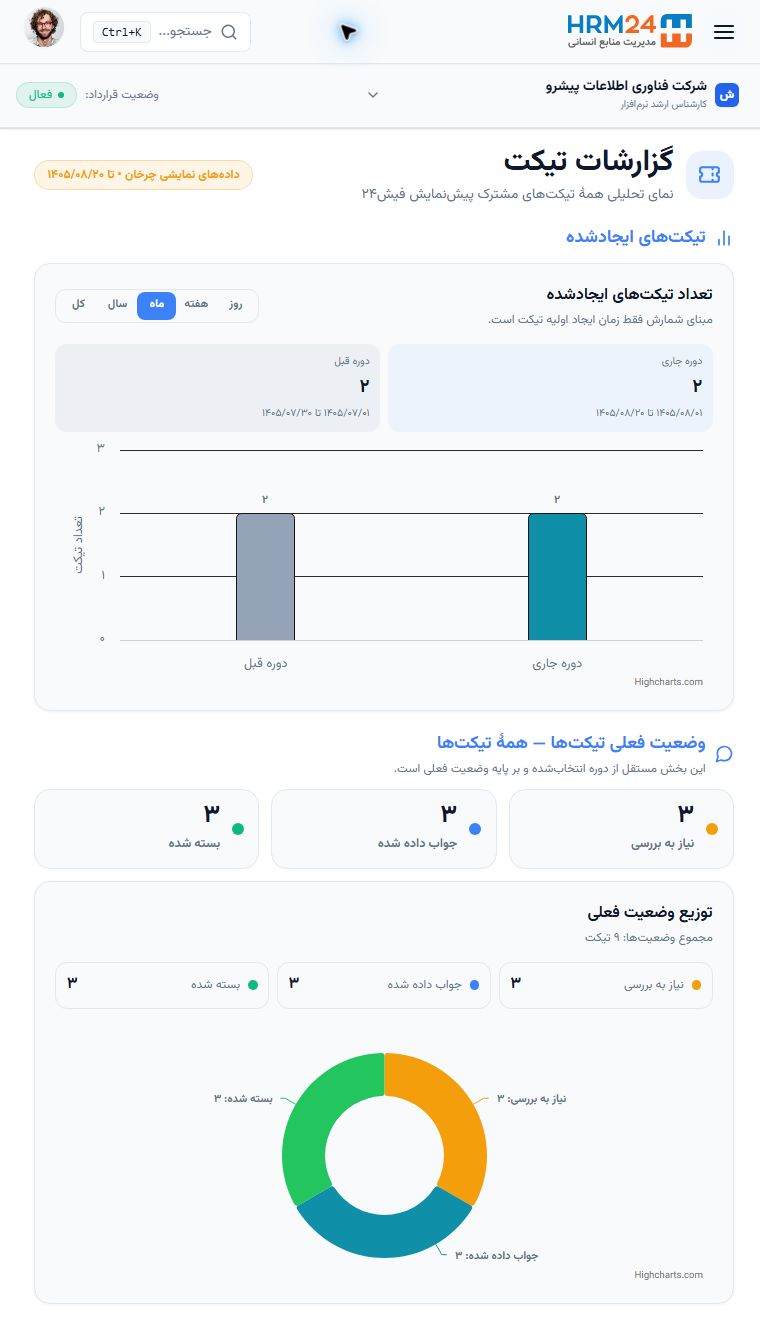 HRM24
مدیریت منابع انسانی
جستجو...
Ctrl+K
ش
شرکت فناوری اطلاعات پیشرو
کارشناس ارشد نرم‌افزار
وضعیت قرارداد:
فعال
گزارشات تیکت
نمای تحلیلی همهٔ تیکت‌های مشترک پیش‌نمایش فیش۲۴
داده‌های نمایشی چرخان • تا ۱۴۰۵/۰۸/۲۰
تیکت‌های ایجادشده
تعداد تیکت‌های ایجادشده
مبنای شمارش فقط زمان ایجاد اولیه تیکت است.
روز
هفته
ماه
سال
کل
دوره جاری
۲
۱۴۰۵/۰۸/۰۱ تا ۱۴۰۵/۰۸/۲۰
دوره قبل
۲
۱۴۰۵/۰۷/۰۱ تا ۱۴۰۵/۰۷/۳۰
تعداد تیکت
۳
۲
۱
۰
۲
۲
دوره جاری
دوره قبل
Highcharts.com
وضعیت فعلی تیکت‌ها — همهٔ تیکت‌ها
این بخش مستقل از دوره انتخاب‌شده و بر پایه وضعیت فعلی است.
۳
نیاز به بررسی
۳
جواب داده شده
۳
بسته شده
توزیع وضعیت فعلی
مجموع وضعیت‌ها: ۹ تیکت
نیاز به بررسی
۳
جواب داده شده
۳
بسته شده
۳
نیاز به بررسی: ۳
بسته شده: ۳
جواب داده شده: ۳
Highcharts.com